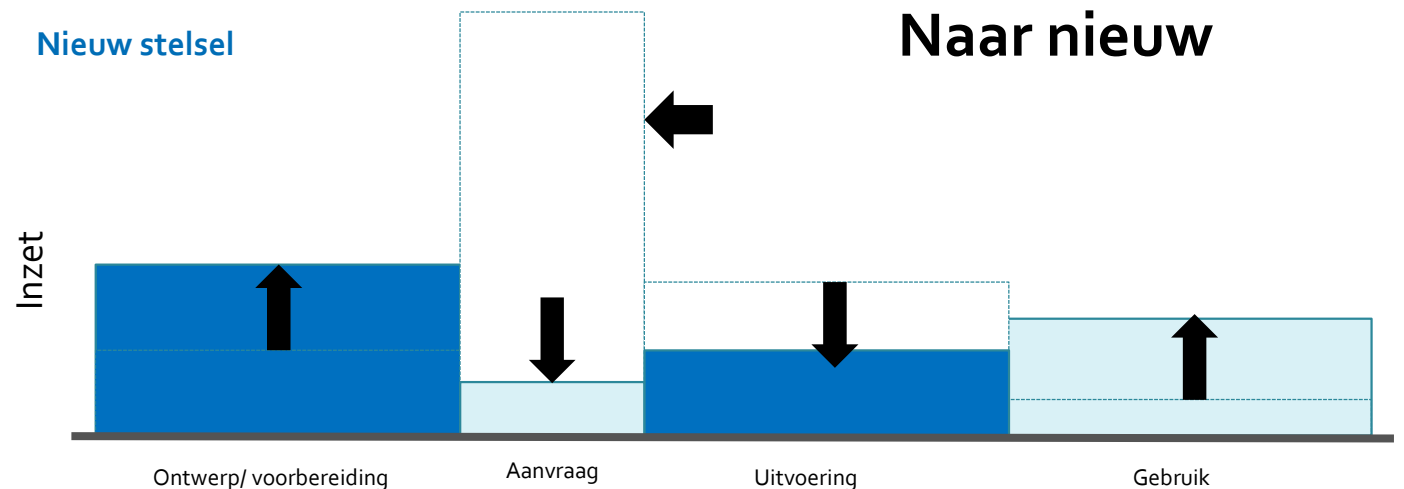 Naar nieuw
Nieuw stelsel
Inzet
Ontwerp/ voorbereiding
Aanvraag
Uitvoering
Gebruik